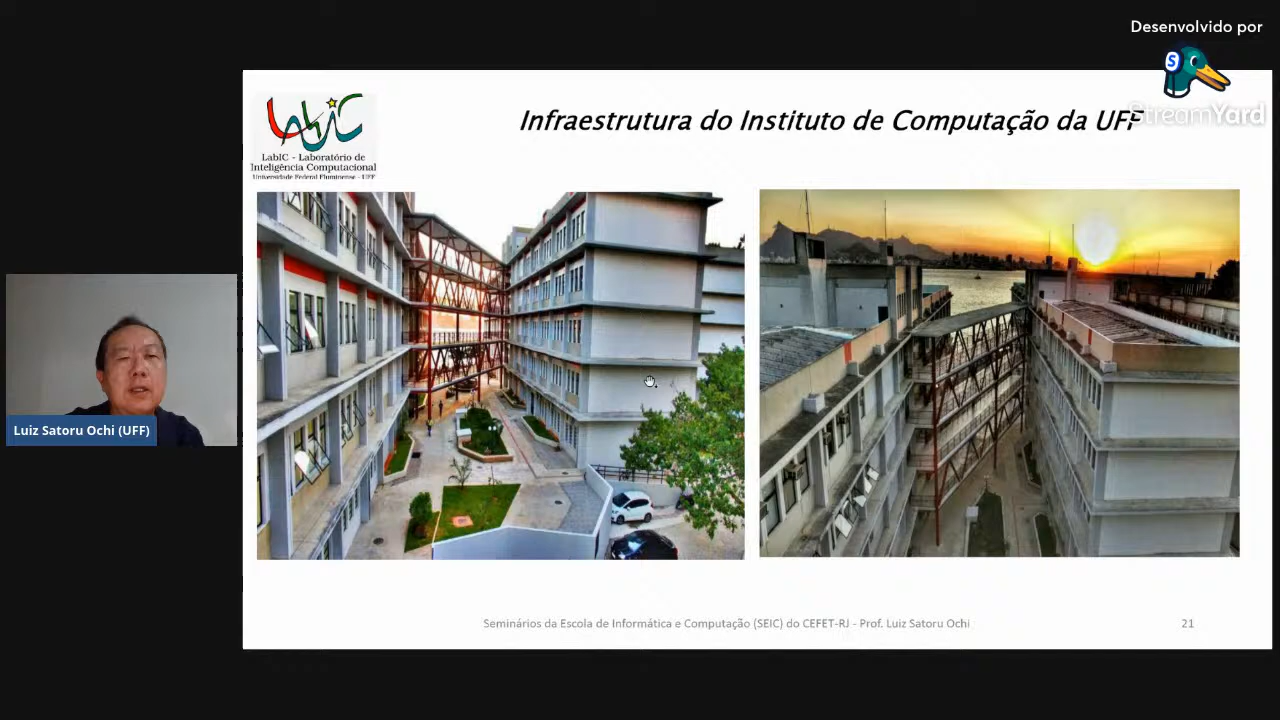 Desenvolvido por
S
StreamYard
Infraestrutura do Instituto de Computação da UFF
LabIC
LabIC - Laboratório de
Inteligência Computacional
Universidade Federal Fluminense - UFF
Luiz Satoru Ochi (UFF)
Seminários da Escola de Informática e Computação (SEIC) do CEFET-RJ - Prof. Luiz Satoru Ochi
21